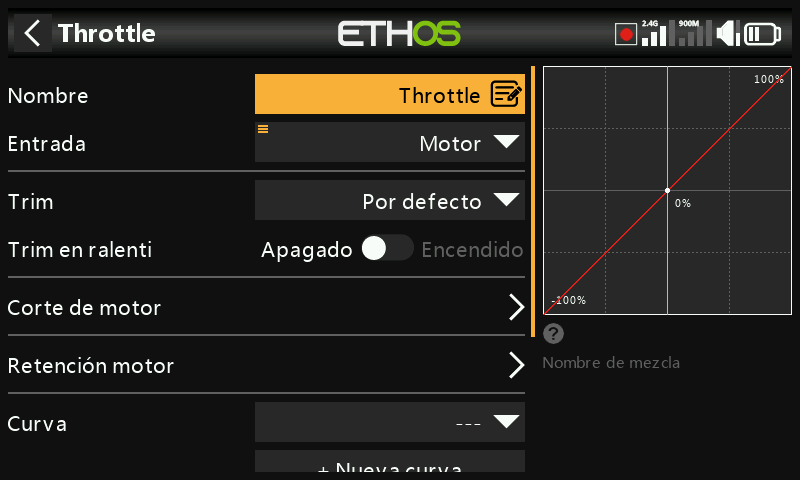 Throttle
ETHOS
2.4G
900M
Nombre
Throttle
Entrada
Motor
Trim
Por defecto
Trim en ralenti
Apagado
Encendido
Corte de motor
Retención motor
Curva
---
+ Nueva curva
100%
0%
-100%
?
Nombre de mezcla